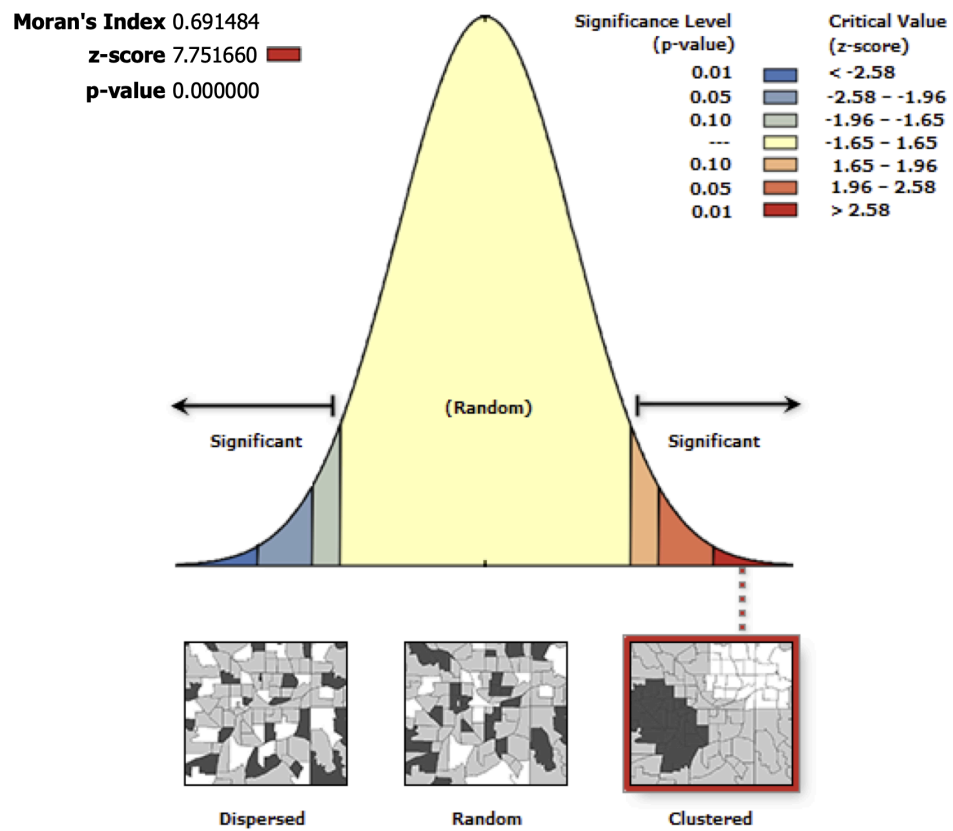 Moran's Index 0.691484
z-score 7.751660
p-value 0.000000
Significance Level
(p-value)
Critical Value
(z-score)
0.01 < -2.58
0.05 -2.58 – -1.96
0.10 -1.96 – -1.65
--- -1.65 – 1.65
0.10 1.65 – 1.96
0.05 1.96 – 2.58
0.01 > 2.58
(Random)
Significant
Significant
Dispersed
Random
Clustered